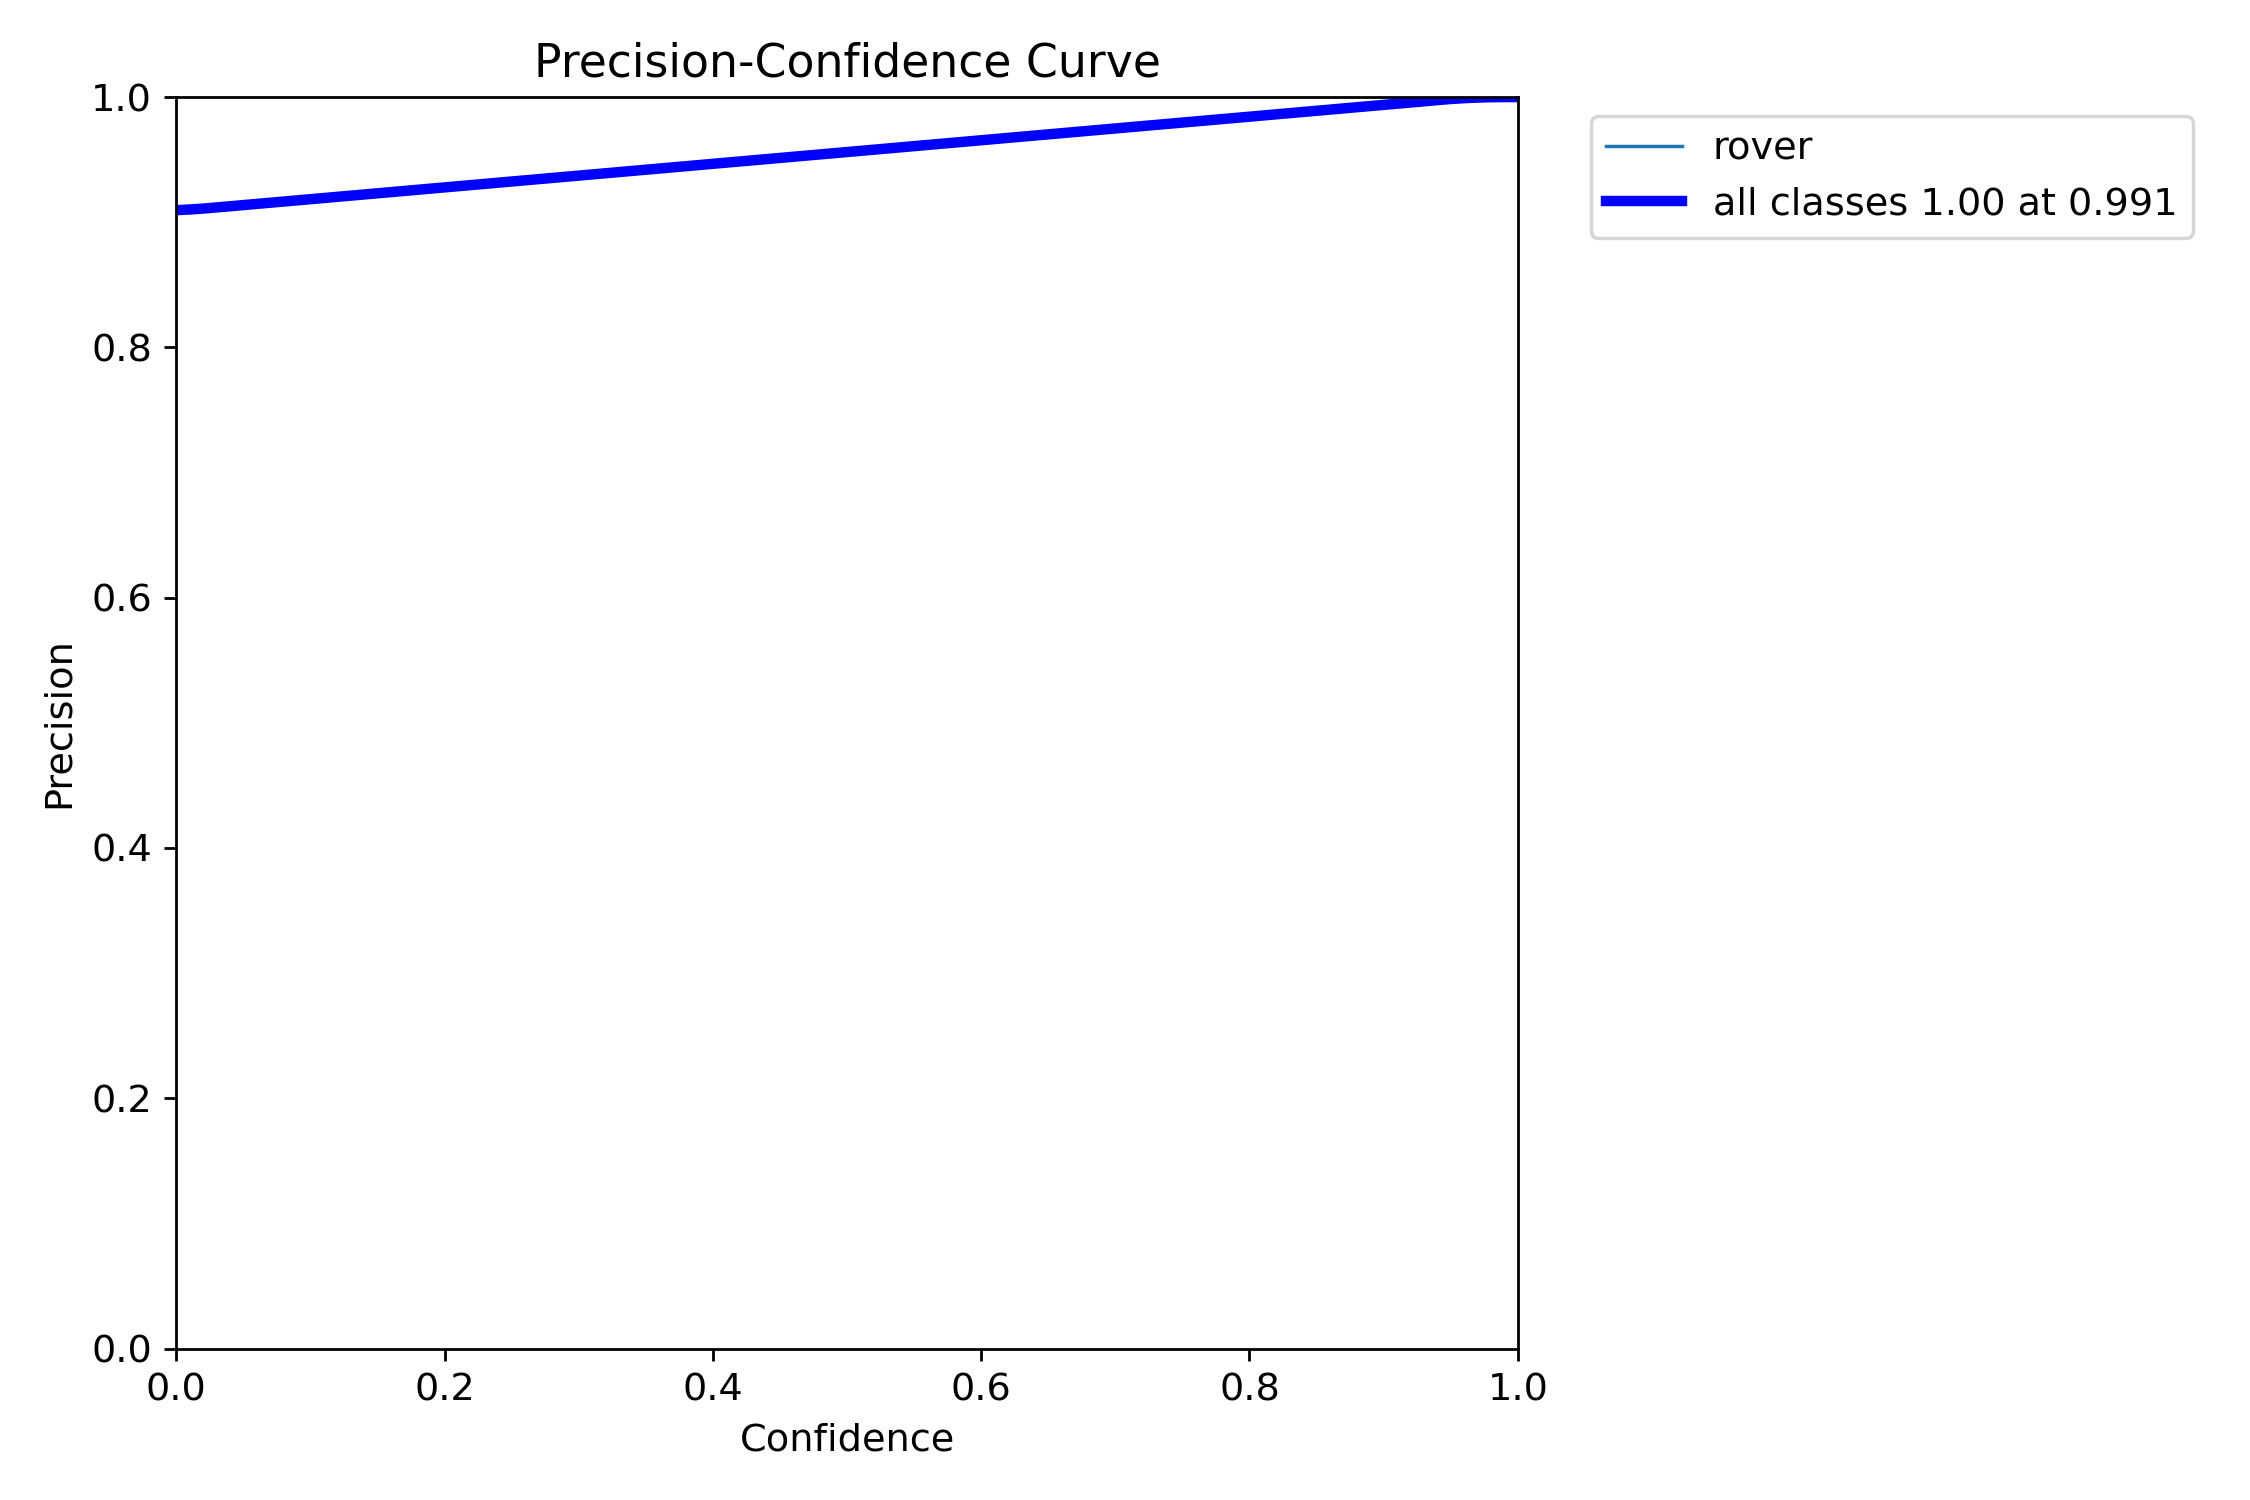 Precision-Confidence Curve
1.0
0.8
0.6
0.4
0.2
0.0
Precision
0.0 0.2 0.4 0.6 0.8 1.0
Confidence
rover
all classes 1.00 at 0.991